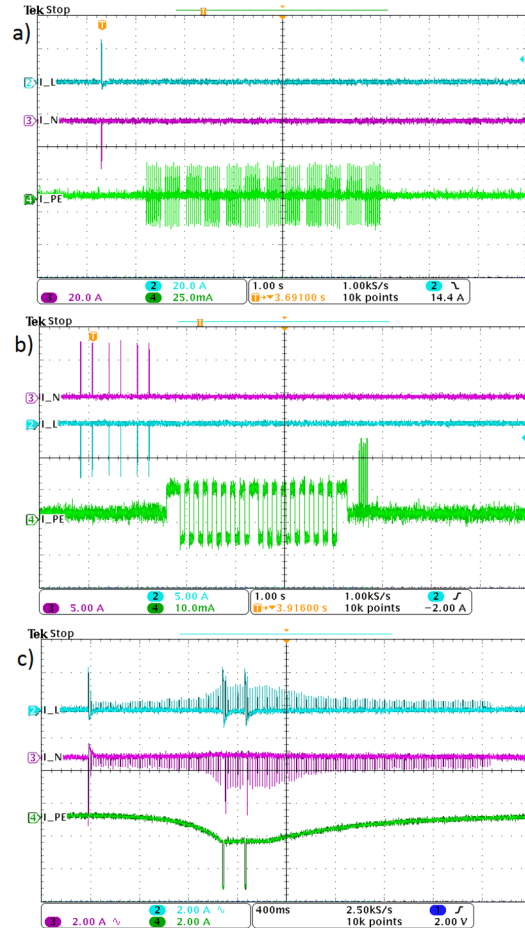 Tek Stop
a)
T
T
2 I_L
3 I_N
4 I_PE
2 20.0 A 1.00 s 1.00kS/s 2
3 20.0 A 4 25.0mA T→▼3.69100 s 10k points 14.4 A
Tek Stop
b)
T
T
3 I_N
2 I_L
4 I_PE
2 5.00 A 1.00 s 1.00kS/s 2
3 5.00 A 4 10.0mA T→▼3.91600 s 10k points -2.00 A
Tek Stop
c)
2 I_L
3 I_N
4 I_PE
2 2.00 A 400ms 2.50kS/s 1
3 2.00 A 4 2.00 A 10k points 2.00 V